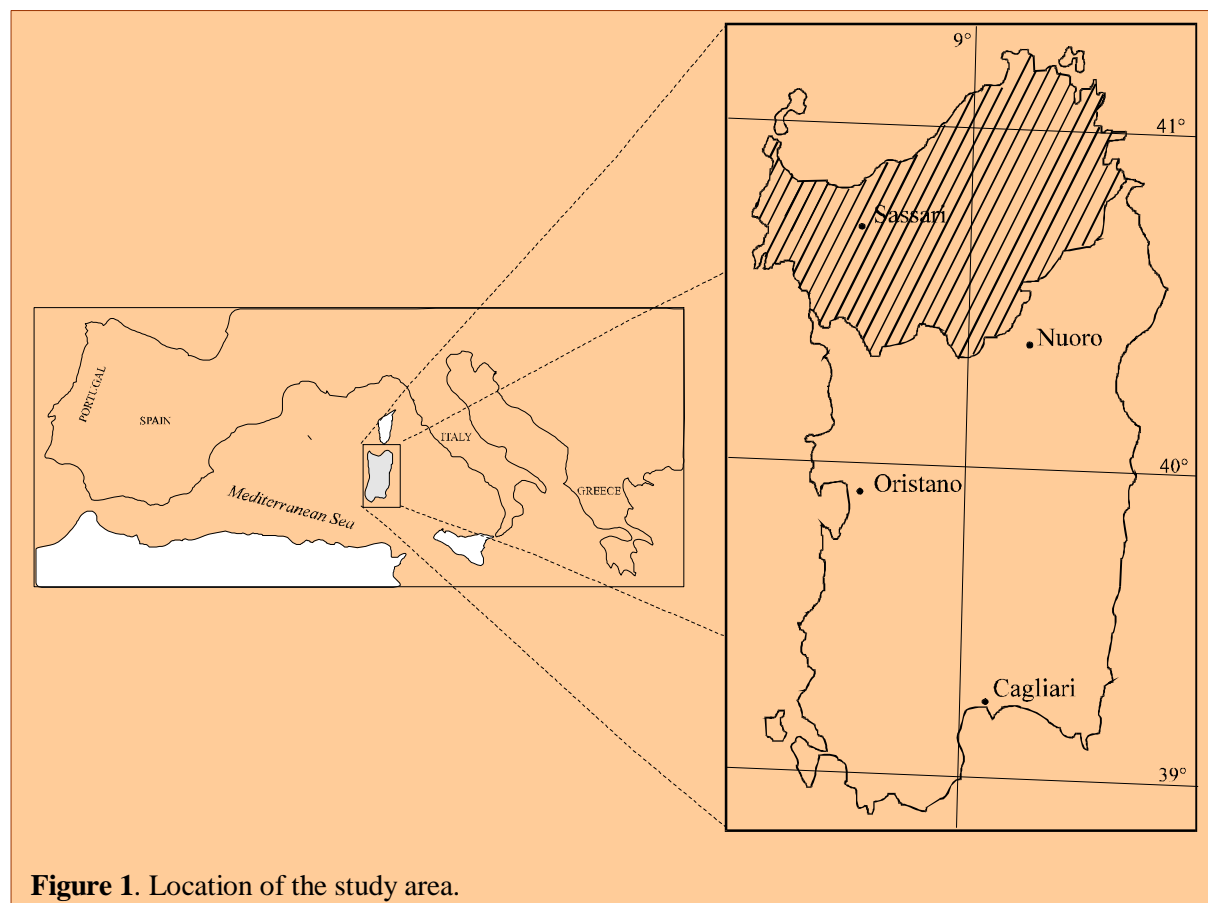 9°
41°
Sassari
Nuoro
PORTUGAL
SPAIN
ITALY
40°
Oristano
GREECE
Mediterranean Sea
Cagliari
39°
Figure 1. Location of the study area.